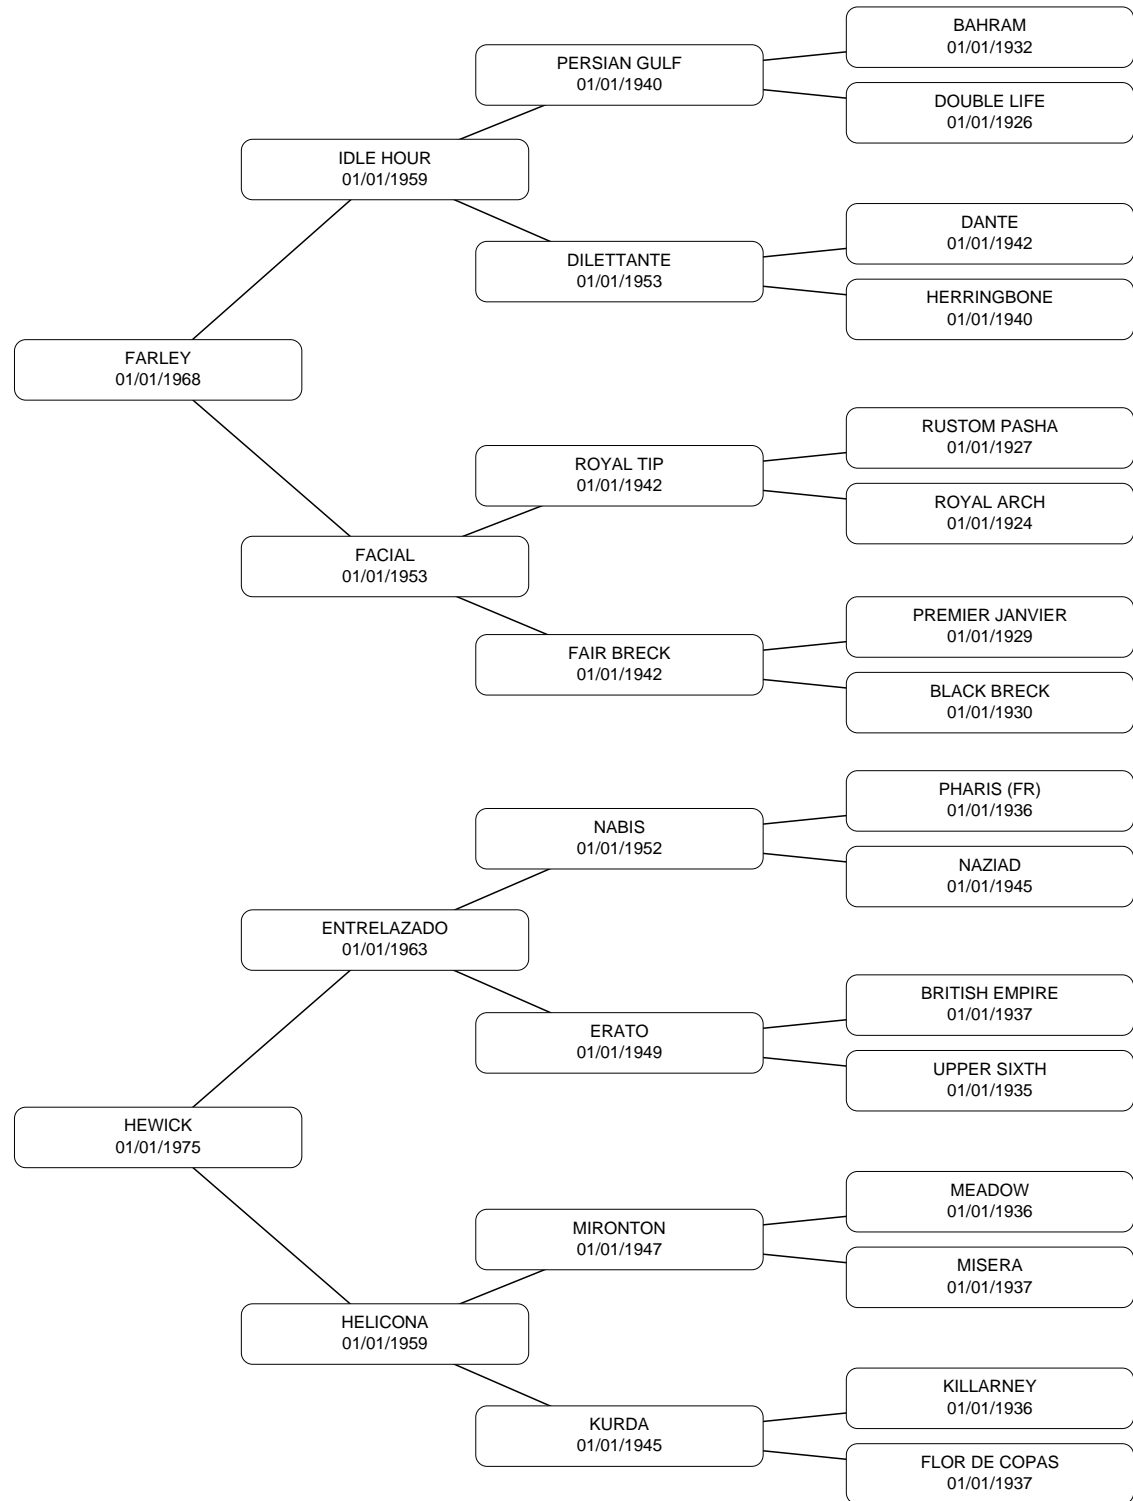 BAHRAM
01/01/1932
PERSIAN GULF
01/01/1940
DOUBLE LIFE
01/01/1926
IDLE HOUR
01/01/1959
DANTE
01/01/1942
DILETTANTE
01/01/1953
HERRINGBONE
01/01/1940
FARLEY
01/01/1968
RUSTOM PASHA
01/01/1927
ROYAL TIP
01/01/1942
ROYAL ARCH
01/01/1924
FACIAL
01/01/1953
PREMIER JANVIER
01/01/1929
FAIR BRECK
01/01/1942
BLACK BRECK
01/01/1930
PHARIS (FR)
01/01/1936
NABIS
01/01/1952
NAZIAD
01/01/1945
ENTRELAZADO
01/01/1963
BRITISH EMPIRE
01/01/1937
ERATO
01/01/1949
UPPER SIXTH
01/01/1935
HEWICK
01/01/1975
MEADOW
01/01/1936
MIRONTON
01/01/1947
MISERA
01/01/1937
HELICONA
01/01/1959
KILLARNEY
01/01/1936
KURDA
01/01/1945
FLOR DE COPAS
01/01/1937